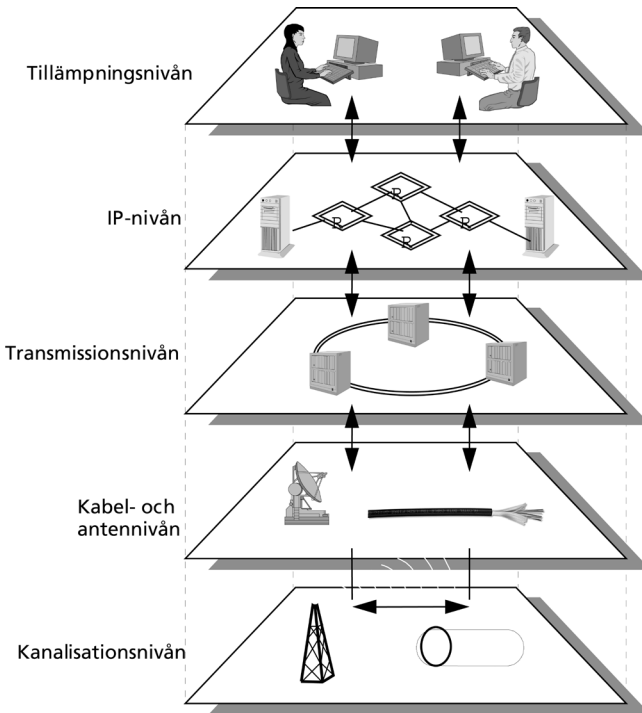 Tillämpningsnivån
IP-nivån
R
R
R
R
Transmissionsnivån
Kabel- och
antennivån
Kanalisationsnivån